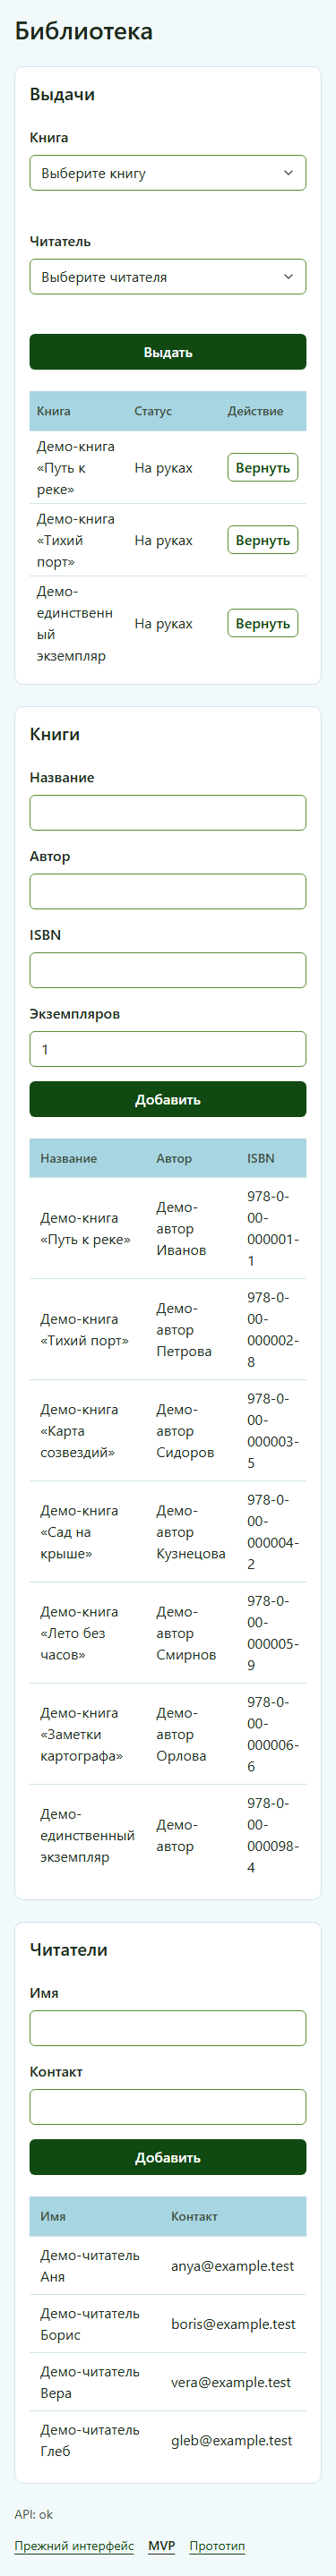 Библиотека
Выдачи
Книга
Выберите книгу
Читатель
Выберите читателя
Выдать
Книга Статус Действие
Демо-книга
«Путь к
реке»
На руках
Вернуть
Демо-книга
«Тихий
порт»
На руках
Вернуть
Демо-
единственн
ый
экземпляр
На руках
Вернуть
Книги
Название
Автор
ISBN
Экземпляров
1
Добавить
Название Автор ISBN
Демо-книга
«Путь к реке»
Демо-
автор
Иванов
978-0-
00-
000001-
1
Демо-книга
«Тихий порт»
Демо-
автор
Петрова
978-0-
00-
000002-
8
Демо-книга
«Карта
созвездий»
Демо-
автор
Сидоров
978-0-
00-
000003-
5
Демо-книга
«Сад на
крыше»
Демо-
автор
Кузнецова
978-0-
00-
000004-
2
Демо-книга
«Лето без
часов»
Демо-
автор
Смирнов
978-0-
00-
000005-
9
Демо-книга
«Заметки
картографа»
Демо-
автор
Орлова
978-0-
00-
000006-
6
Демо-
единственный
экземпляр
Демо-
автор
978-0-
00-
000098-
4
Читатели
Имя
Контакт
Добавить
Имя Контакт
Демо-читатель
Аня
anya@example.test
Демо-читатель
Борис
boris@example.test
Демо-читатель
Вера
vera@example.test
Демо-читатель
Глеб
gleb@example.test
API: ok
Прежний интерфейс MVP Прототип